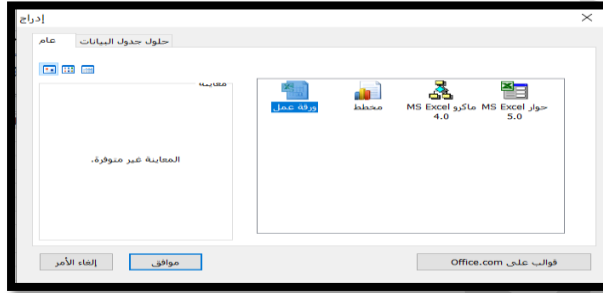 إدراج
عام
حلول جدول البيانات
معاينة
المعاينة غير متوفرة.
ورقة عمل
مخطط
ماكرو MS Excel
4.0
حوار MS Excel
5.0
موافق
إلغاء الأمر
قوالب على Office.com